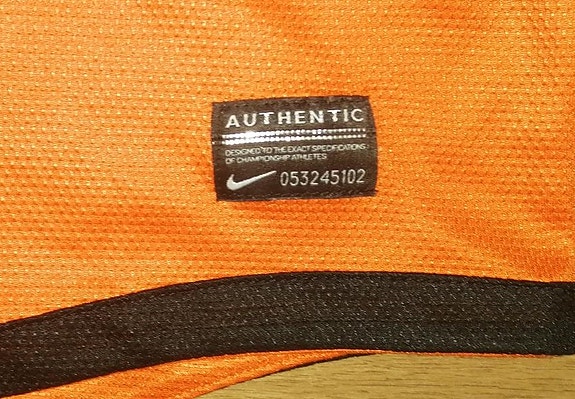 AUTHENTIC
DESIGNED TO THE EXACT SPECIFICATIONS
OF CHAMPIONSHIP ATHLETES
053245102